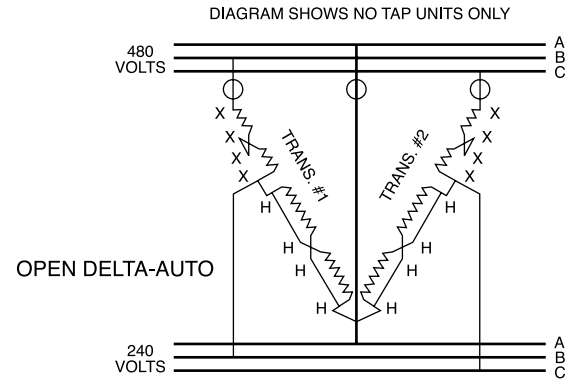 DIAGRAM SHOWS NO TAP UNITS ONLY
480
VOLTS
A
B
C
X
X
X
X
TRANS. #1
TRANS. #2
X
X
X
X
H
H
H
H
H
H
H
H
OPEN DELTA-AUTO
240
VOLTS
A
B
C